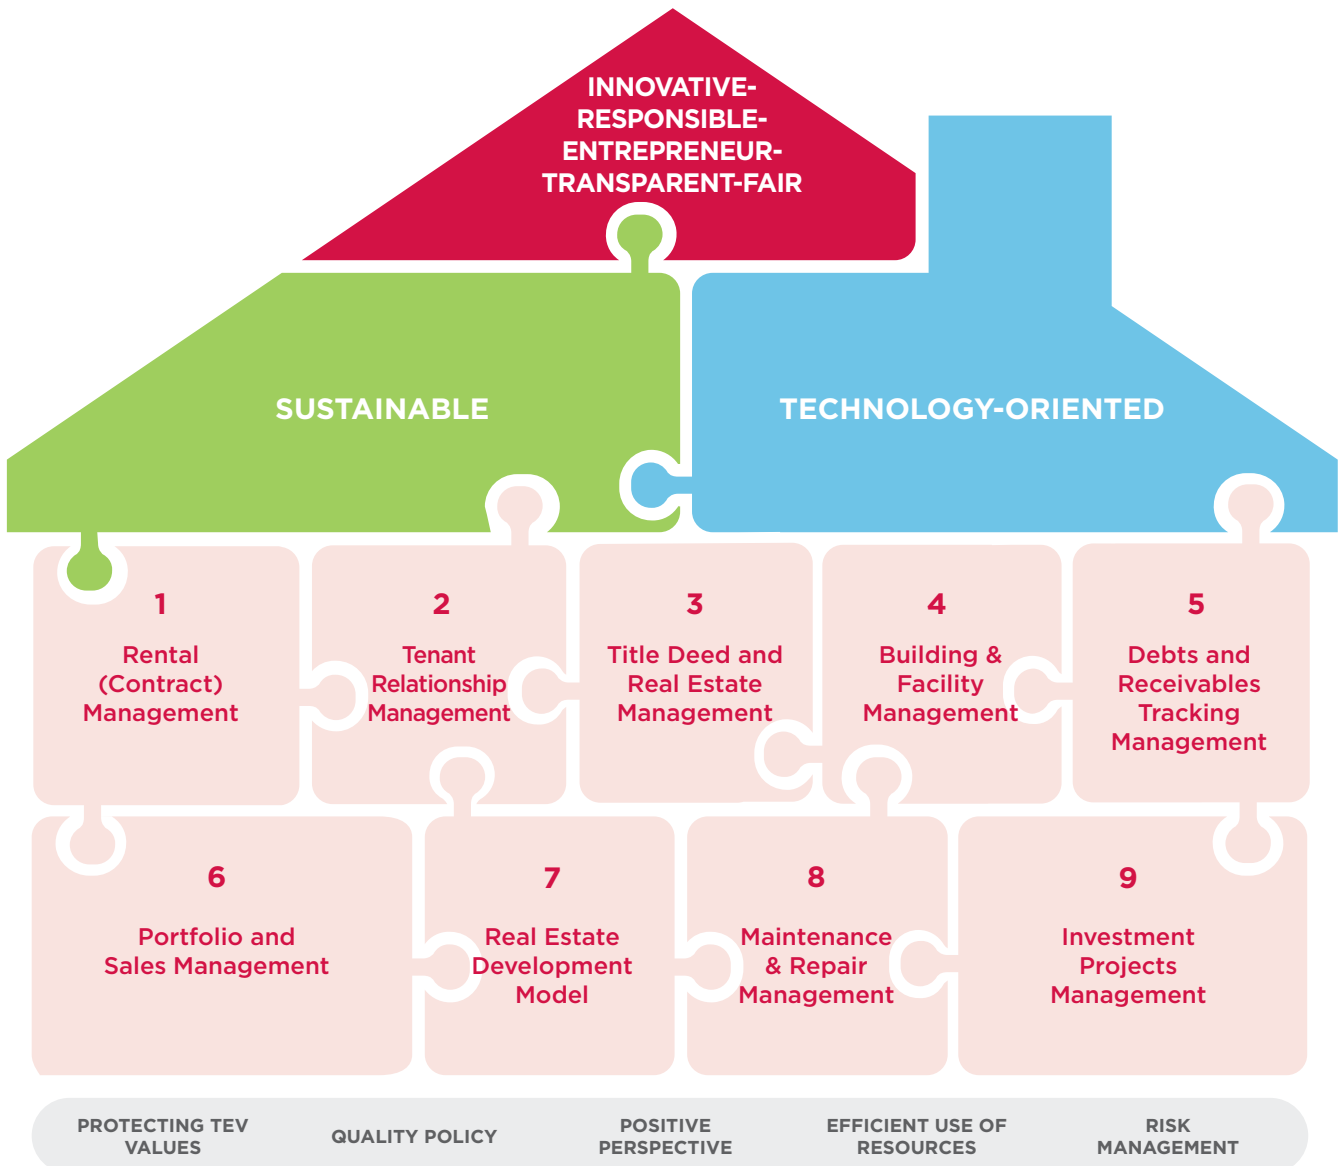 INNOVATIVE-
RESPONSIBLE-
ENTREPRENEUR-
TRANSPARENT-FAIR
SUSTAINABLE
TECHNOLOGY-ORIENTED
1
Rental
(Contract)
Management
2
Tenant
Relationship
Management
3
Title Deed and
Real Estate
Management
4
Building &
Facility
Management
5
Debts and
Receivables
Tracking
Management
6
Portfolio and
Sales Management
7
Real Estate
Development
Model
8
Maintenance
& Repair
Management
9
Investment
Projects
Management
PROTECTING TEV
VALUES
QUALITY POLICY
POSITIVE
PERSPECTIVE
EFFICIENT USE OF
RESOURCES
RISK
MANAGEMENT